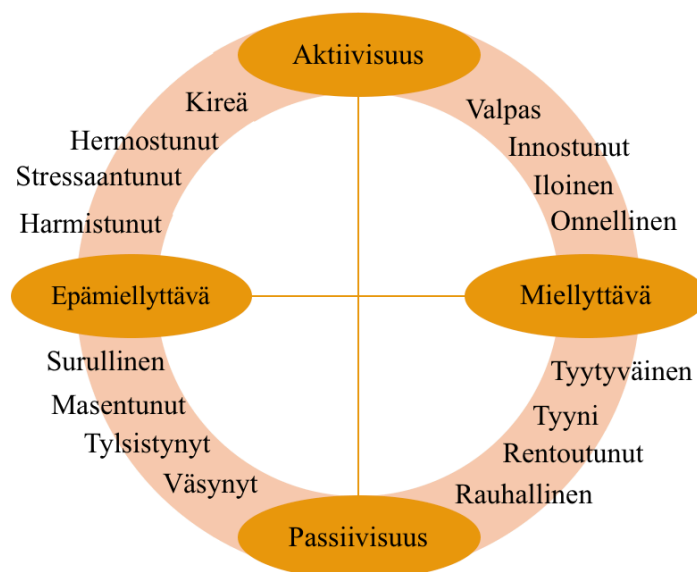 Aktiivisuus
Kireä
Valpas
Hermostunut
Innostunut
Stressaantunut
Iloinen
Harmistunut
Onnellinen
Epämiellyttävä
Miellyttävä
Surullinen
Tyytyväinen
Masentunut
Tyyni
Tylsistynyt
Rentoutunut
Väsynyt
Rauhallinen
Passiivisuus